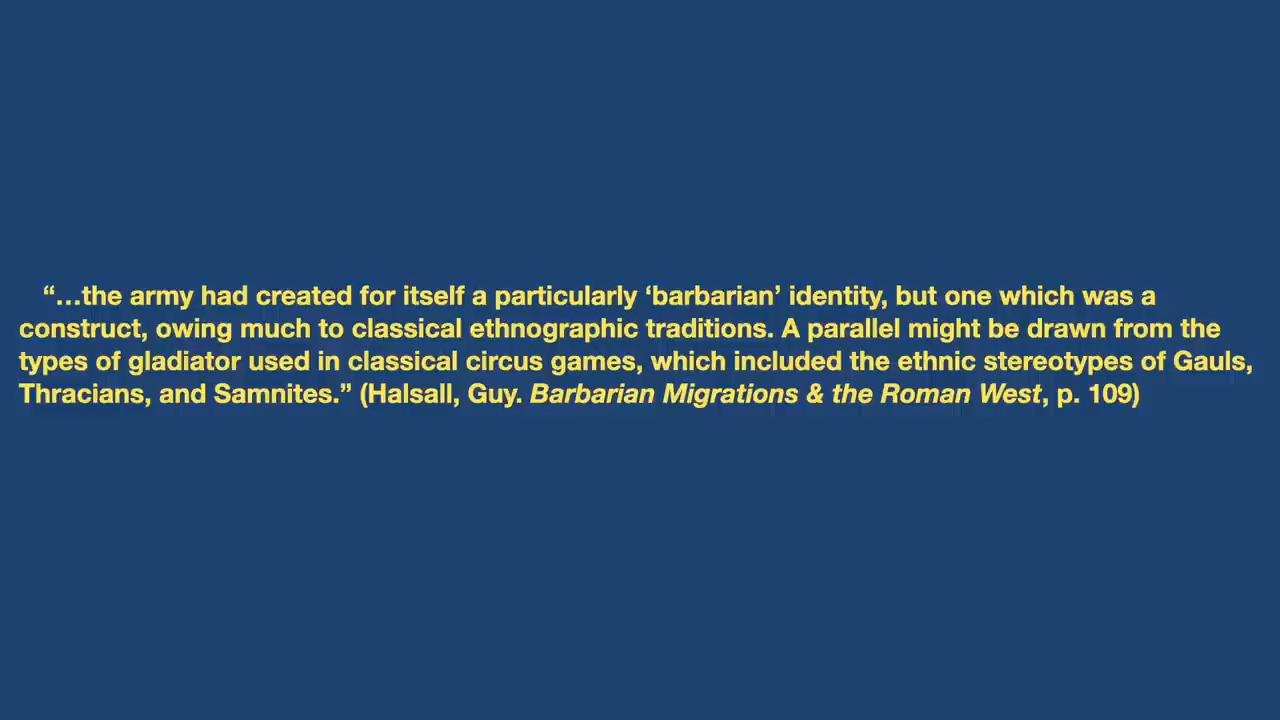 “…the army had created for itself a particularly ‘barbarian’ identity, but one which was a
construct, owing much to classical ethnographic traditions. A parallel might be drawn from the
types of gladiator used in classical circus games, which included the ethnic stereotypes of Gauls,
Thracians, and Samnites.” (Halsall, Guy. Barbarian Migrations & the Roman West, p. 109)